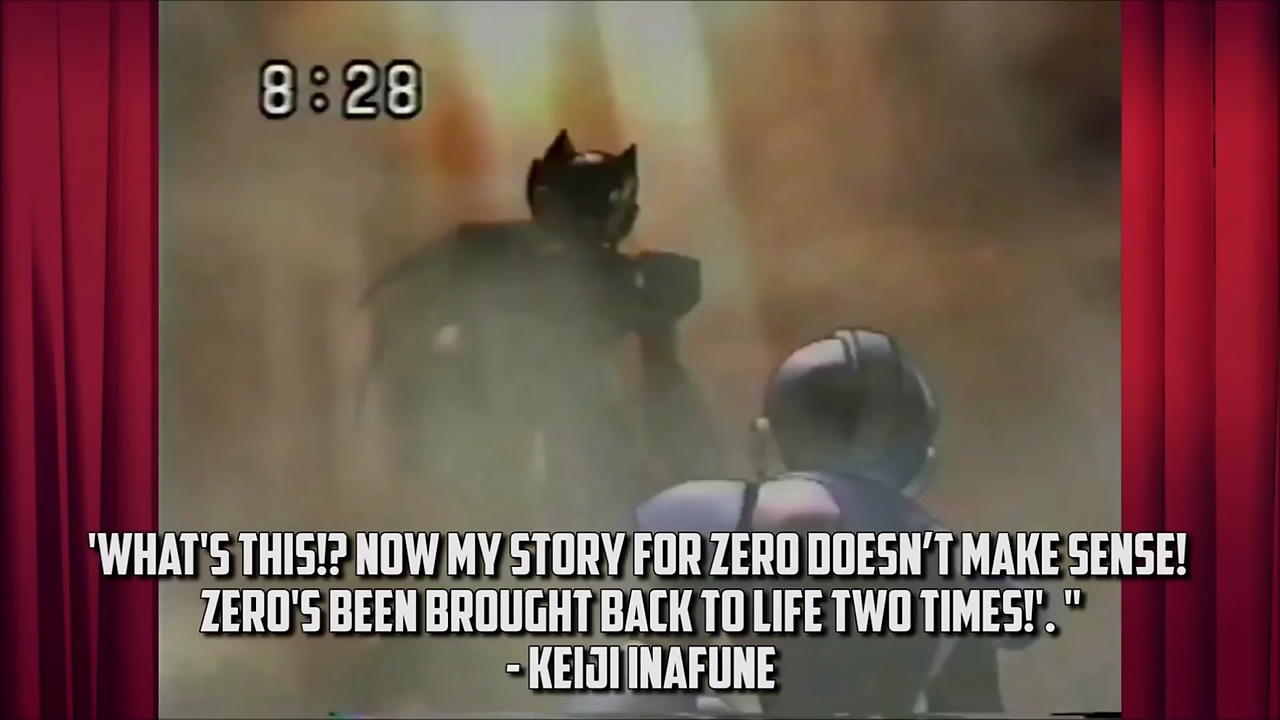 8:28
'WHAT'S THIS!? NOW MY STORY FOR ZERO DOESN'T MAKE SENSE!
ZERO'S BEEN BROUGHT BACK TO LIFE TWO TIMES!'. "
- KEIJI INAFUNE